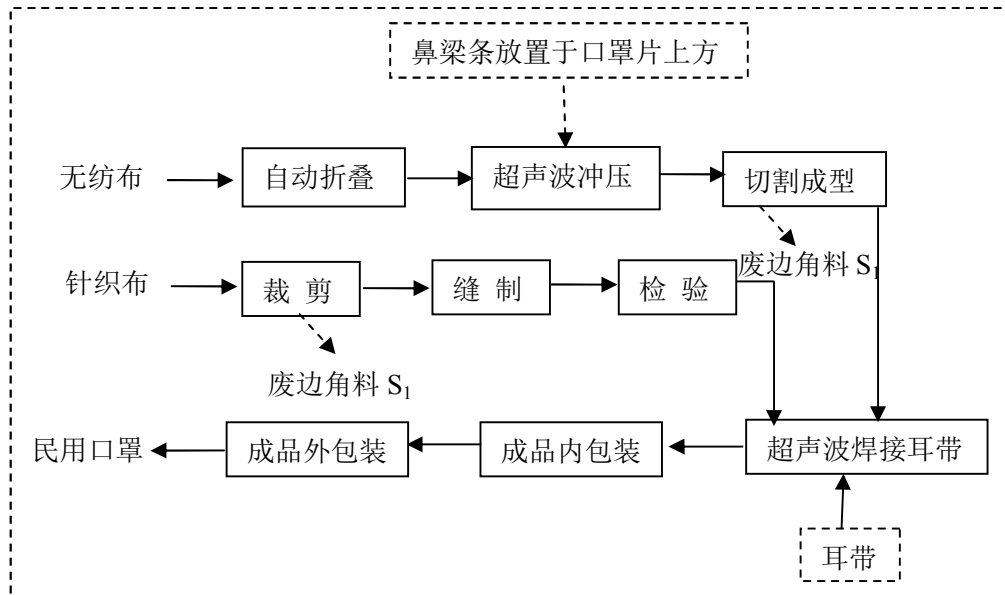 鼻梁条放置于口罩片上方
无纺布
自动折叠
超声波冲压
切割成型
废边角料 S₁
针织布
裁 剪
缝 制
检 验
废边角料 S₁
民用口罩
成品外包装
成品内包装
超声波焊接耳带
耳带